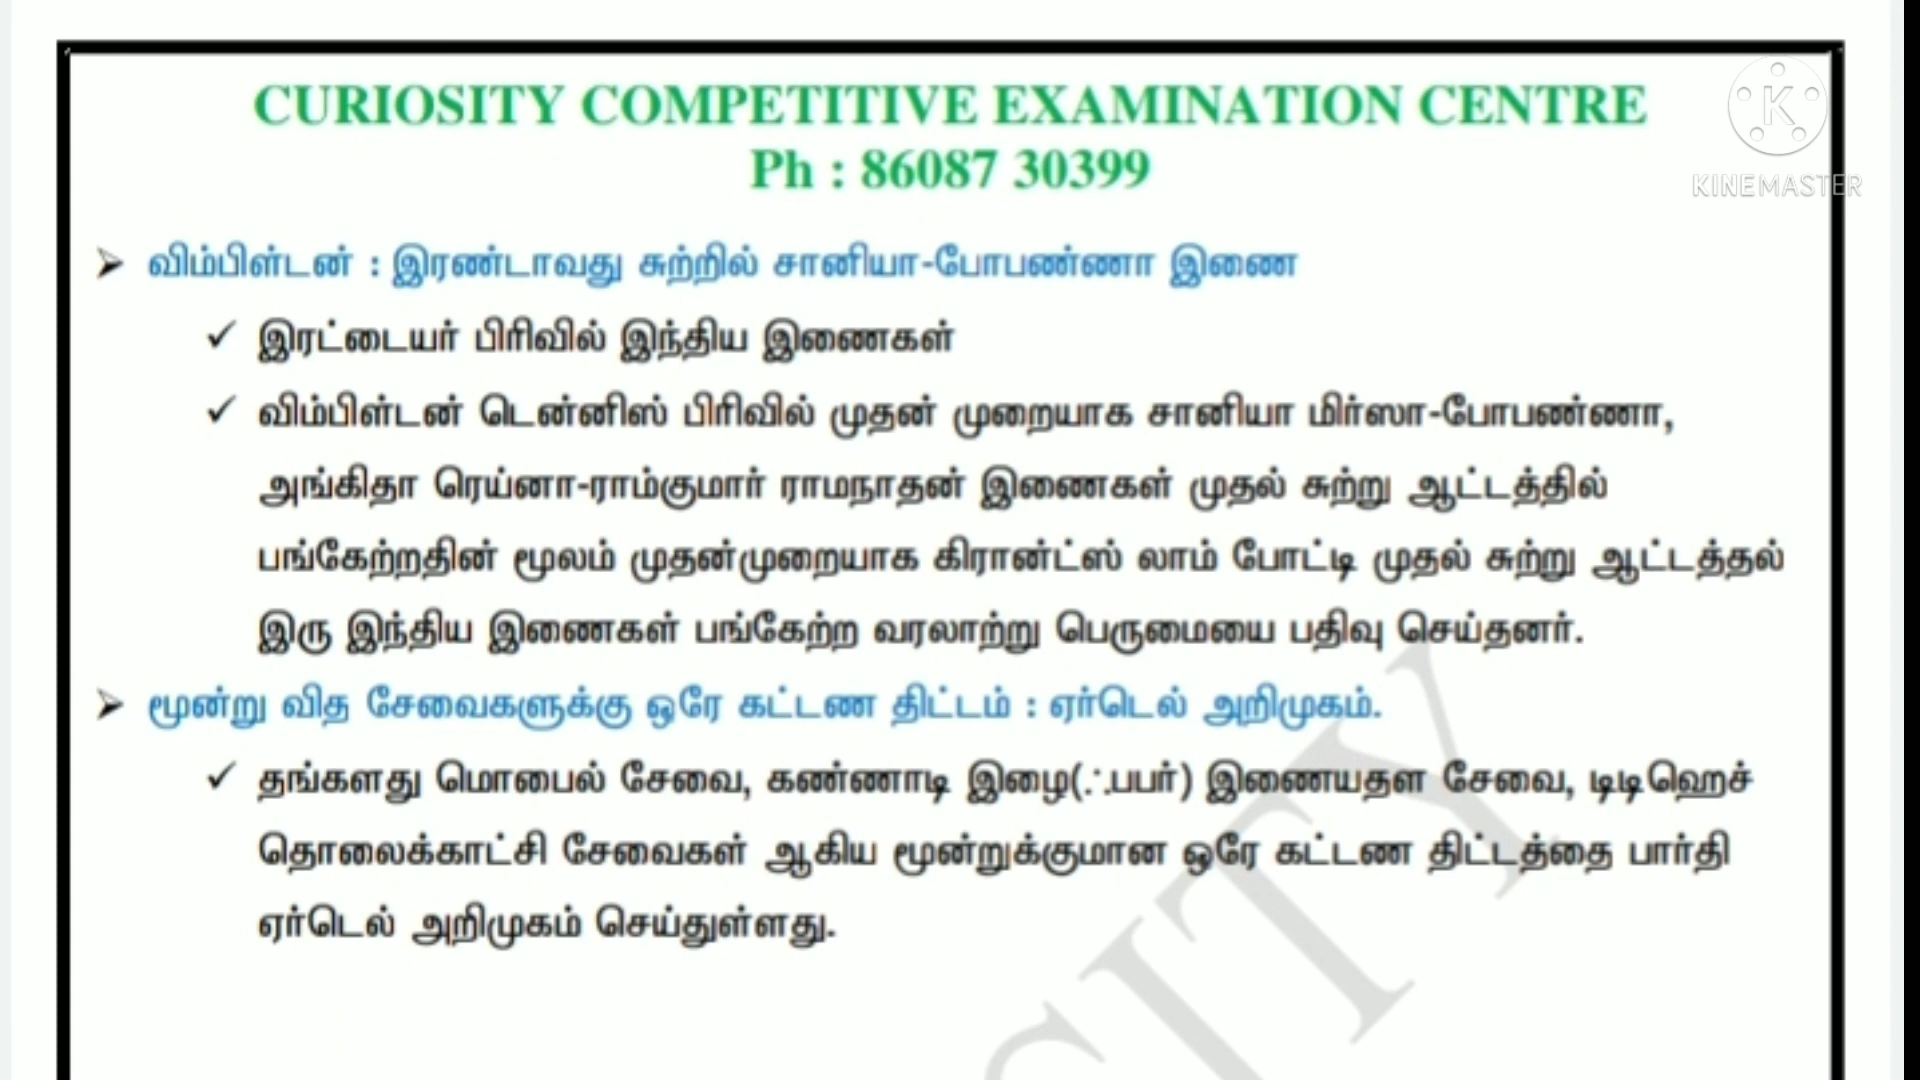 CURIOSITY COMPETITIVE EXAMINATION CENTRE
Ph : 86087 30399
K
KINEMASTER
விம்பிள்டன் : இரண்டாவது சுற்றில் சானியா-போபண்ணா இணை
இரட்டையர் பிரிவில் இந்திய இணைகள்
விம்பிள்டன் டென்னிஸ் பிரிவில் முதன் முறையாக சானியா மிர்ஸா-போபண்ணா,
அங்கிதா ரெய்னா-ராம்குமார் ராமநாதன் இணைகள் முதல் சுற்று ஆட்டத்தில்
பங்கேற்றதின் மூலம் முதன்முறையாக கிரான்ட்ஸ் லாம் போட்டி முதல் சுற்று ஆட்டத்தல்
இரு இந்திய இணைகள் பங்கேற்ற வரலாற்று பெருமையை பதிவு செய்தனர்.
மூன்று வித சேவைகளுக்கு ஒரே கட்டண திட்டம் : ஏர்டெல் அறிமுகம்.
தங்களது மொபைல் சேவை, கண்ணாடி இழை(ஃபபர்) இணையதள சேவை, டிடிஹெச்
தொலைக்காட்சி சேவைகள் ஆகிய மூன்றுக்குமான ஒரே கட்டண திட்டத்தை பார்தி
ஏர்டெல் அறிமுகம் செய்துள்ளது.
SITY